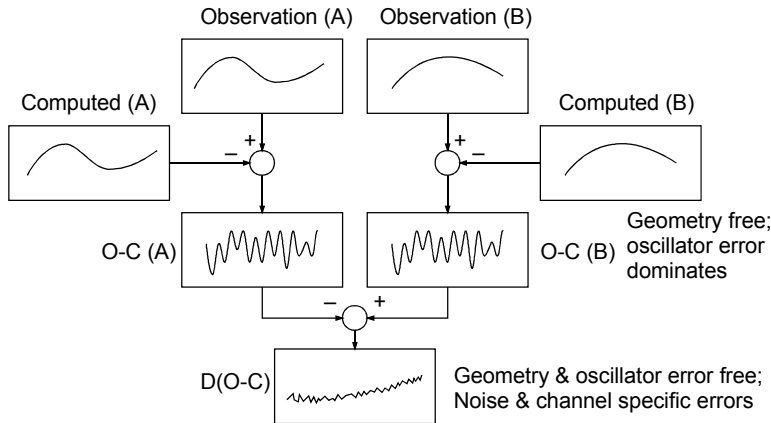 Observation (A)
Observation (B)
Computed (A)
Computed (B)
+
+
−
−
O-C (A)
O-C (B)
Geometry free;
oscillator error
dominates
−
+
D(O-C)
Geometry & oscillator error free;
Noise & channel specific errors